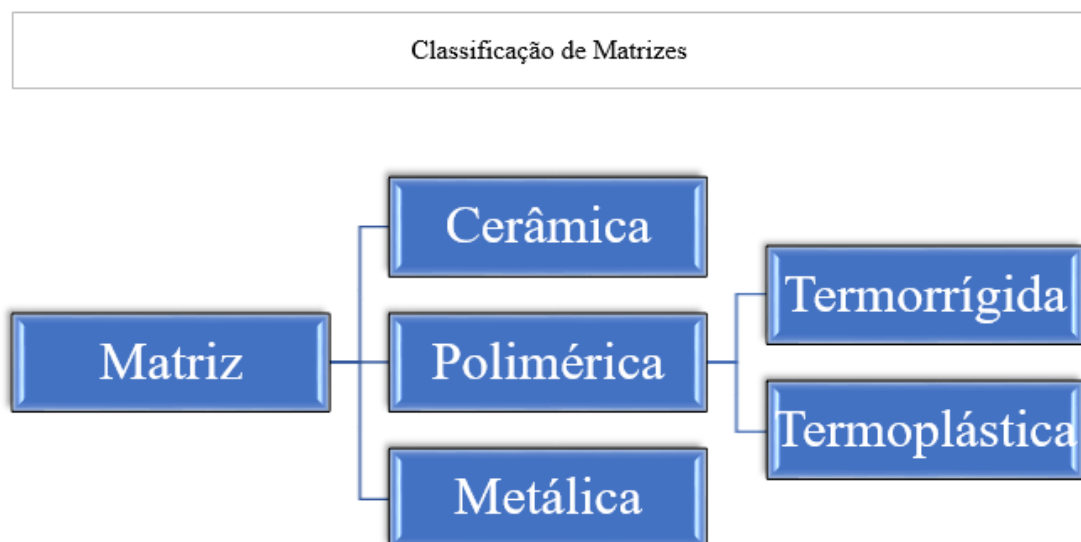 Classificação de Matrizes
Matriz
Cerâmica
Polimérica
Metálica
Termorrígida
Termoplástica